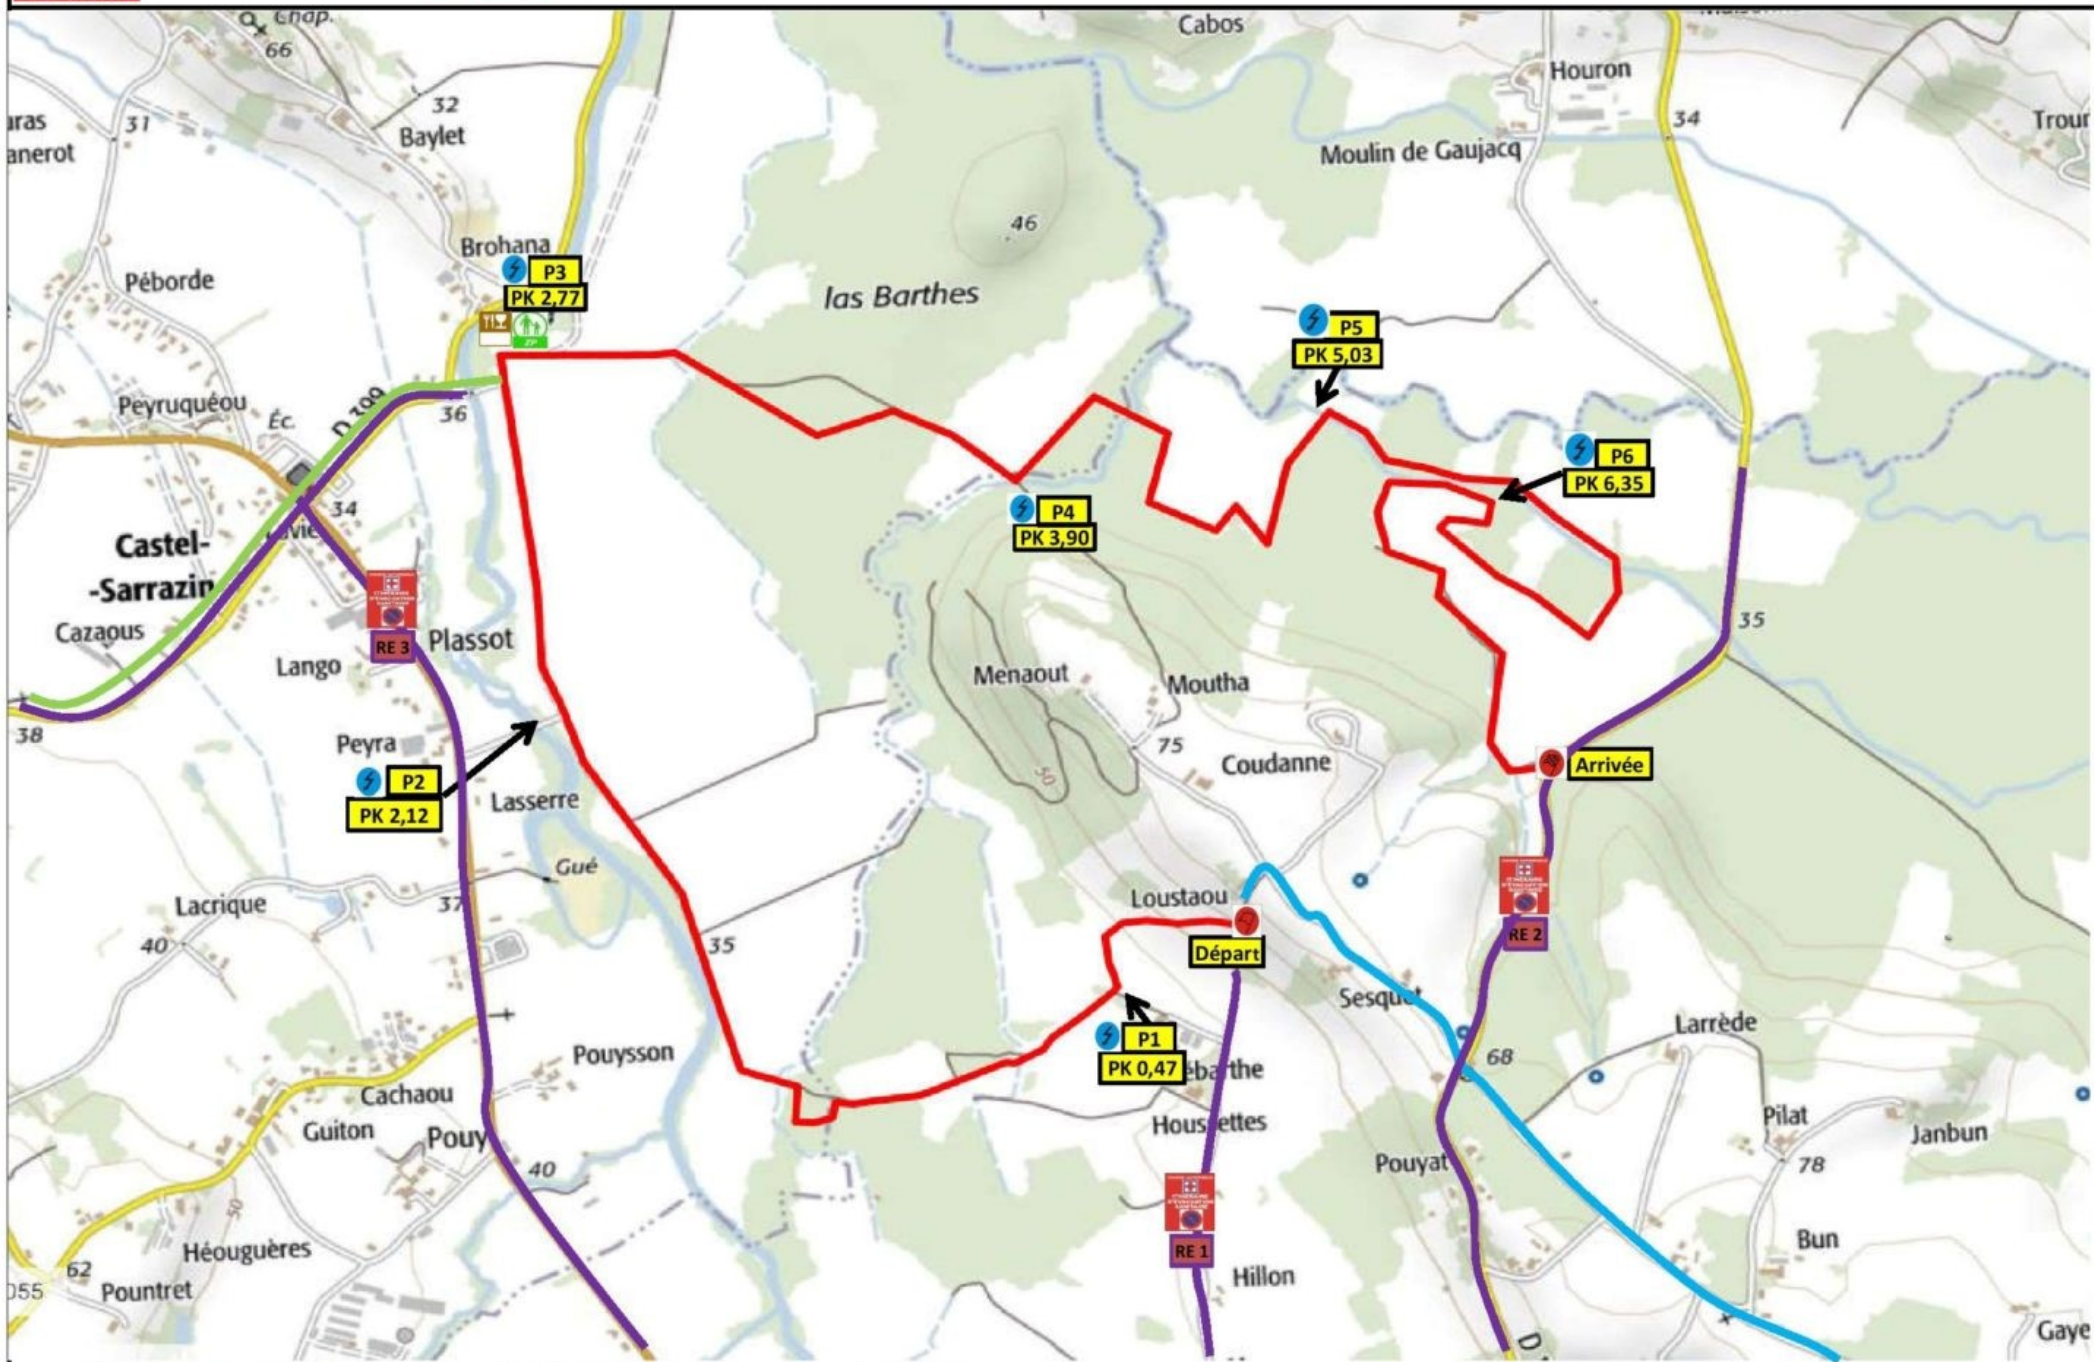 Chap.
66
Cabos
Houron
32
31
Baylet
34
Moulin de Gaujacq
anerot
Brohana
46
P3
PK 2,77
ZP
Péborde
las Barthes
P5
PK 5,03
Peyruquéou
Éc.
D 399
36
P6
PK 6,35
34
P4
PK 3,90
Castel-
-Sarrazin
Cazaous
RE 3
Plassot
Lango
35
Menaout
Moutha
38
Peyra
75
Coudanne
Arrivée
50
P2
PK 2,12
Lasserre
Gué
Loustaou
Lacrique
37
40
35
Départ
RE 2
Sesquet
P1
PK 0,47
Larrède
Pouysson
68
Cachaou
Guiton
Pouy
Pilat
Janbun
Pouyat
78
40
50
Héouguères
RE 1
Hillon
Bun
62
055
Pountret
Gaye